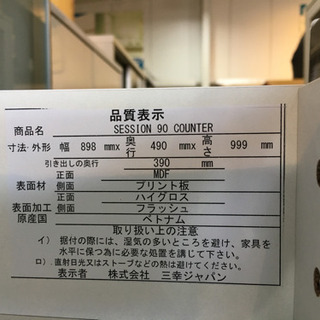 品質表示
商品名 SESSION 90 COUNTER
寸法・外形 幅 898 mmx 奥行 490 mmx 高さ 999 mm
引き出しの奥行 390 mm
表面材 正面 MDF
側面 プリント板
表面加工 正面 ハイグロス
側面 フラッシュ
原産国 ベトナム
取り扱い上の注意
イ) 据付の際には、湿気の多いところを避け、家具を
水平に保つ為に必要な処置を講じて下さい。
ロ).直射日光又はストーブなどの熱は避けてください。
表示者 株式会社 三幸ジャパン